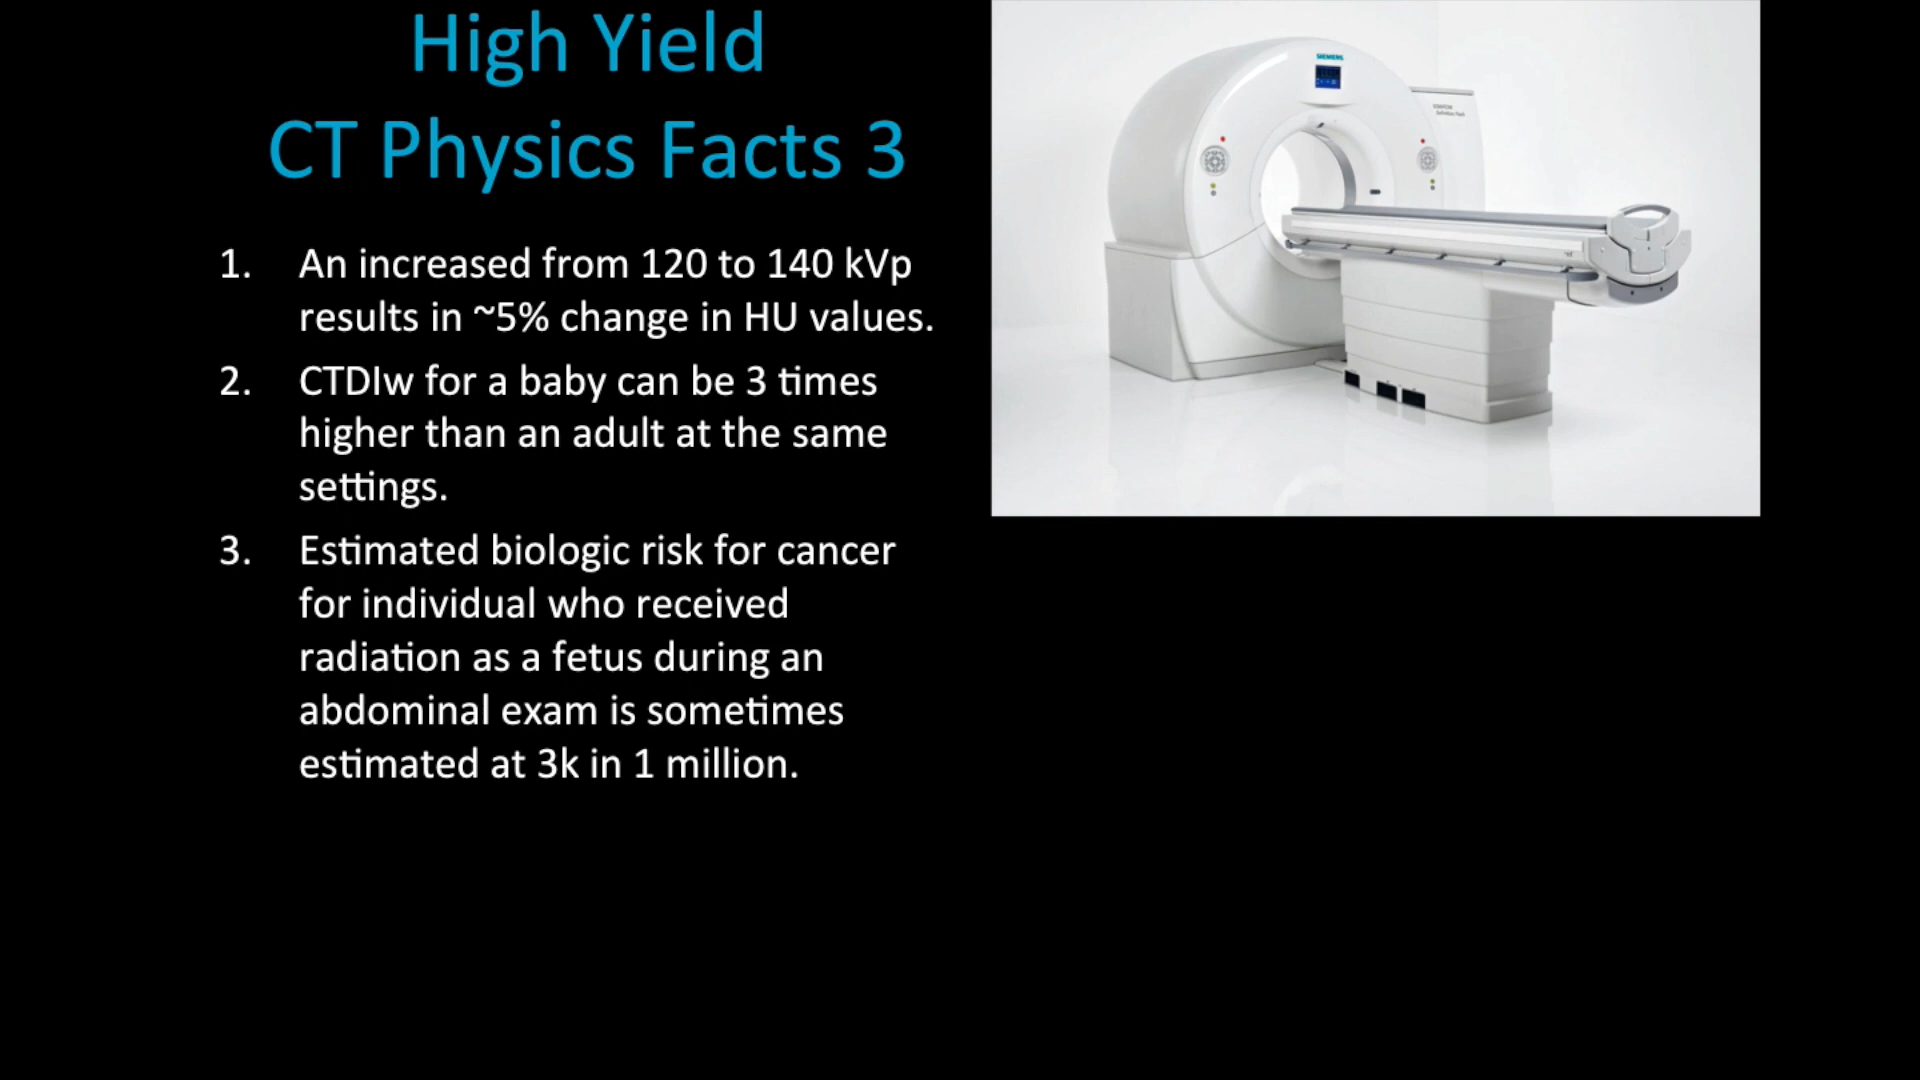 High Yield
CT Physics Facts 3
1. An increased from 120 to 140 kVp
results in ~5% change in HU values.
2. CTDIw for a baby can be 3 times
higher than an adult at the same
settings.
3. Estimated biologic risk for cancer
for individual who received
radiation as a fetus during an
abdominal exam is sometimes
estimated at 3k in 1 million.
SIEMENS